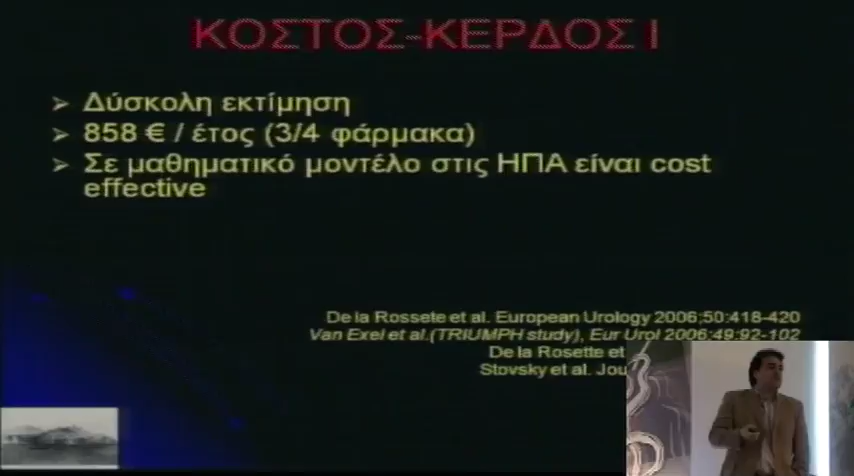 ΚΟΣΤΟΣ-ΚΕΡΔΟΣ Ι
➢ Δύσκολη εκτίμηση
➢ 858 € / έτος (3/4 φάρμακα)
➢ Σε μαθηματικό μοντέλο στις ΗΠΑ είναι cost
effective
De la Rossete et al. European Urology 2006;50:418-420
Van Exel et al.(TRIUMPH study), Eur Urol 2006;49:92-102
De la Rosette et
Stovsky et al. Jou